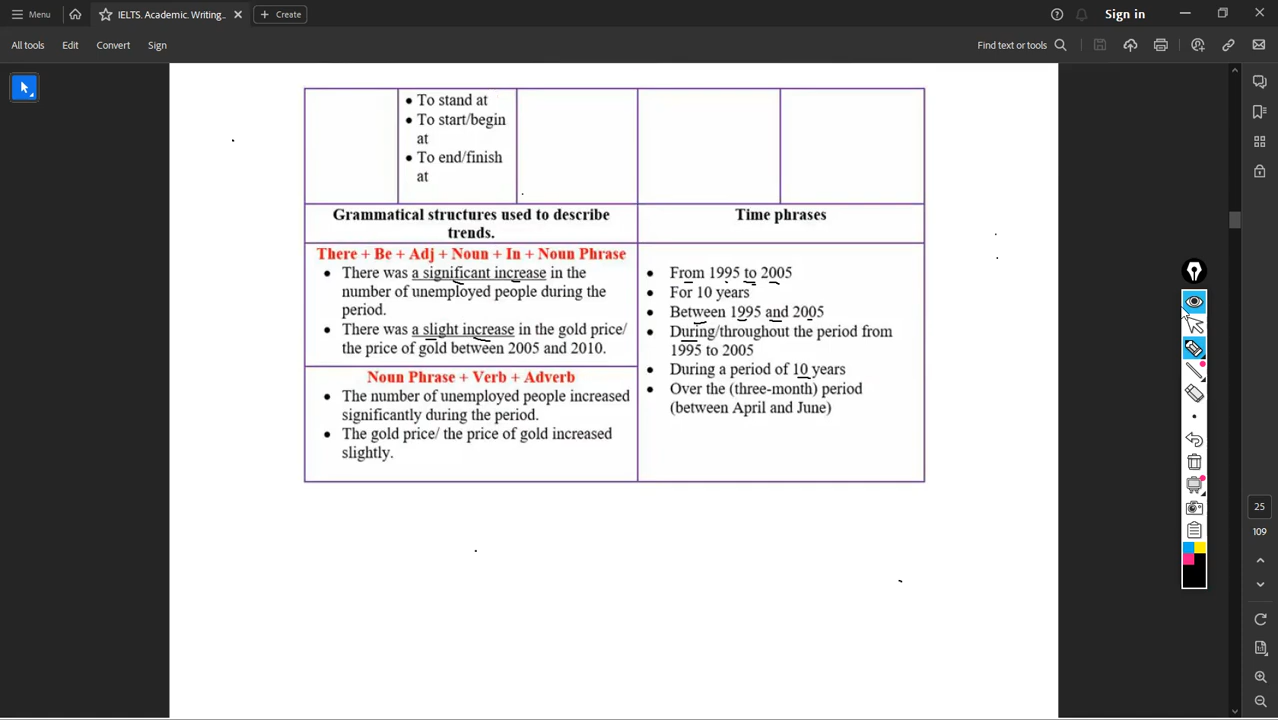 Menu
IELTS. Academic. Writing..
Create
Sign in
All tools
Edit
Convert
Sign
Find text or tools
• To stand at
• To start/begin
at
• To end/finish
at
Grammatical structures used to describe
trends.
Time phrases
There + Be + Adj + Noun + In + Noun Phrase
• There was a significant increase in the
number of unemployed people during the
period.
• There was a slight increase in the gold price/
the price of gold between 2005 and 2010.
Noun Phrase + Verb + Adverb
• The number of unemployed people increased
significantly during the period.
• The gold price/ the price of gold increased
slightly.
• From 1995 to 2005
• For 10 years
• Between 1995 and 2005
• During/throughout the period from
1995 to 2005
• During a period of 10 years
• Over the (three-month) period
(between April and June)
25
109